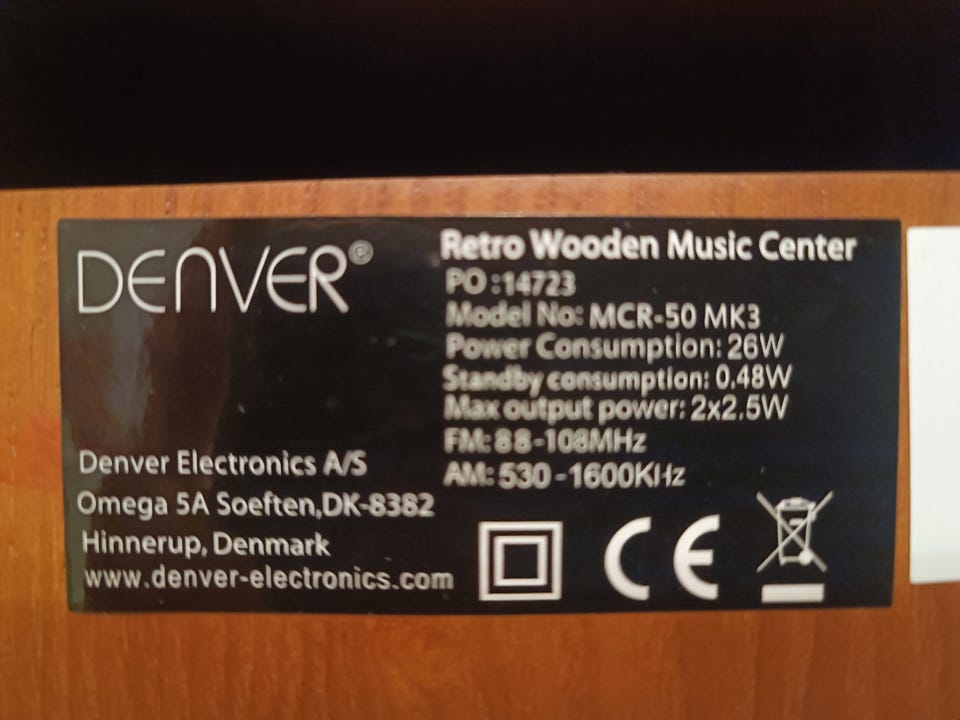 DENVER®
Retro Wooden Music Center
PO:14723
Model No: MCR-50 MK3
Power Consumption: 26W
Standby consumption: 0.48W
Max output power: 2x2.5W
FM: 88-108MHz
AM: 530-1600KHz
Denver Electronics A/S
Omega 5A Soeften,DK-8382
Hinnerup, Denmark
www.denver-electronics.com
CE